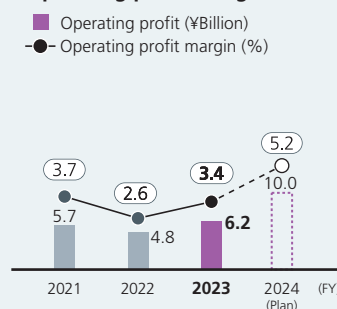 Operating profit (¥Billion)
Operating profit margin (%)
5.2
3.7
3.4
2.6
10.0
5.7
6.2
4.8
2021 2022 2023 2024 (FY)
(Plan)